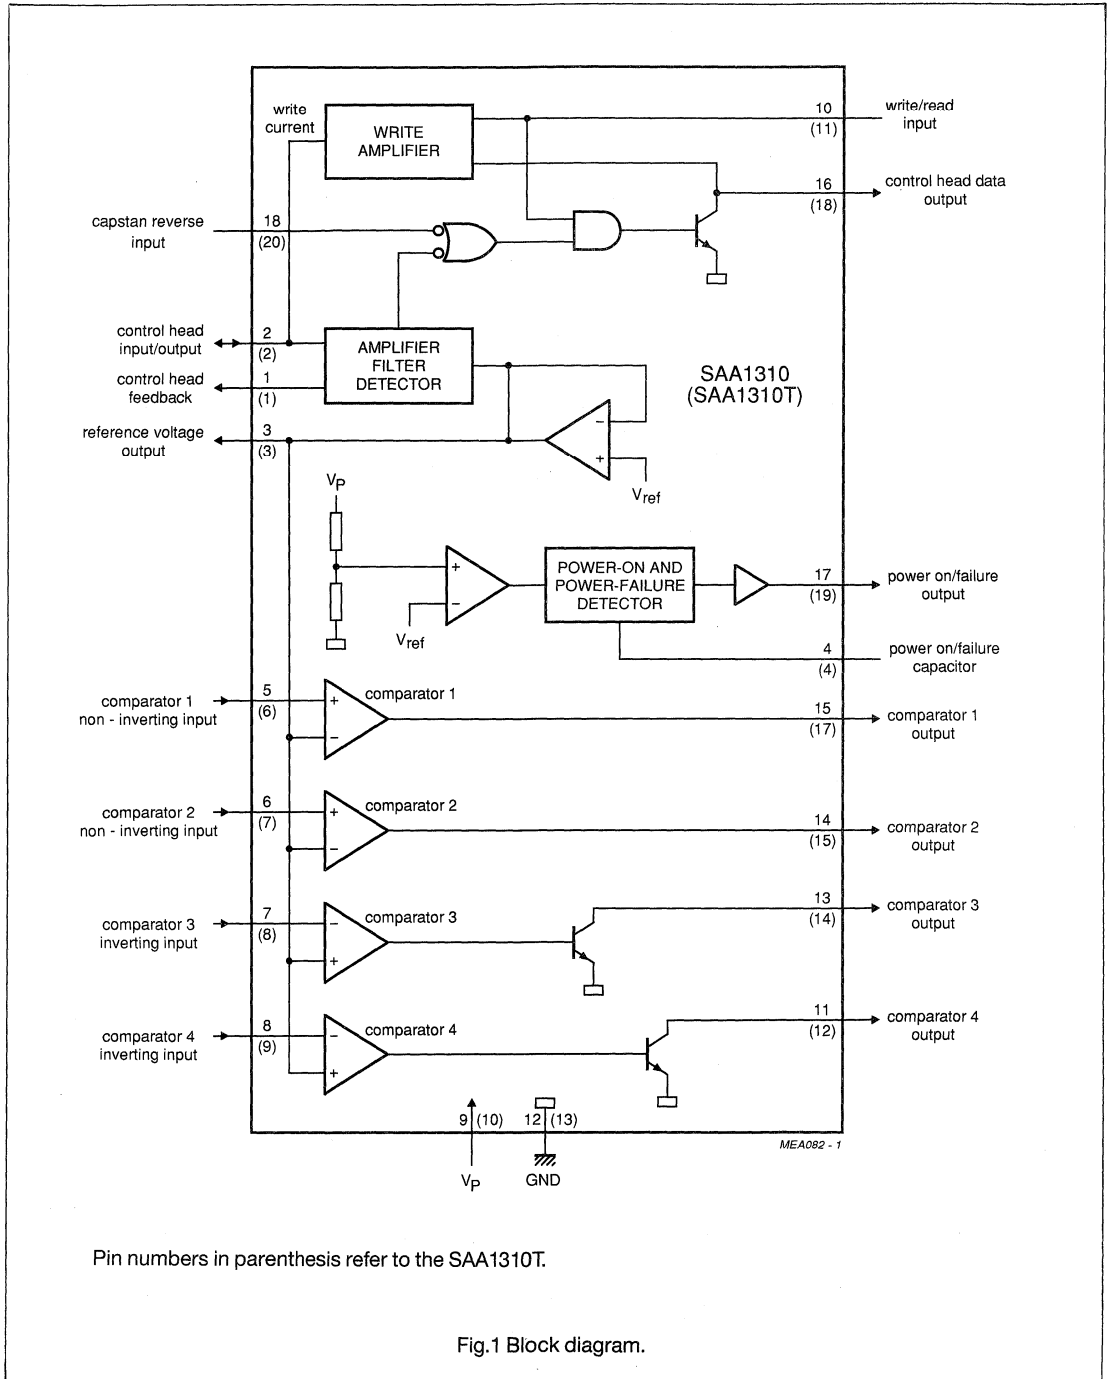 write
current
WRITE
AMPLIFIER
10
(11)
write/read
input
16
(18)
control head data
output
capstan reverse
input
18
(20)
control head
input/output
2
(2)
control head
feedback
1
(1)
AMPLIFIER
FILTER
DETECTOR
SAA1310
(SAA1310T)
reference voltage
output
3
(3)
−
+
Vref
VP
+
−
Vref
POWER-ON AND
POWER-FAILURE
DETECTOR
17
(19)
power on/failure
output
4
(4)
power on/failure
capacitor
comparator 1
non - inverting input
5
(6)
+
−
comparator 1
15
(17)
comparator 1
output
comparator 2
non - inverting input
6
(7)
+
−
comparator 2
14
(15)
comparator 2
output
comparator 3
inverting input
7
(8)
−
+
comparator 3
13
(14)
comparator 3
output
comparator 4
inverting input
8
(9)
−
+
comparator 4
11
(12)
comparator 4
output
9 (10)
12 (13)
VP
GND
MEA082 - 1
Pin numbers in parenthesis refer to the SAA1310T.
Fig.1 Block diagram.